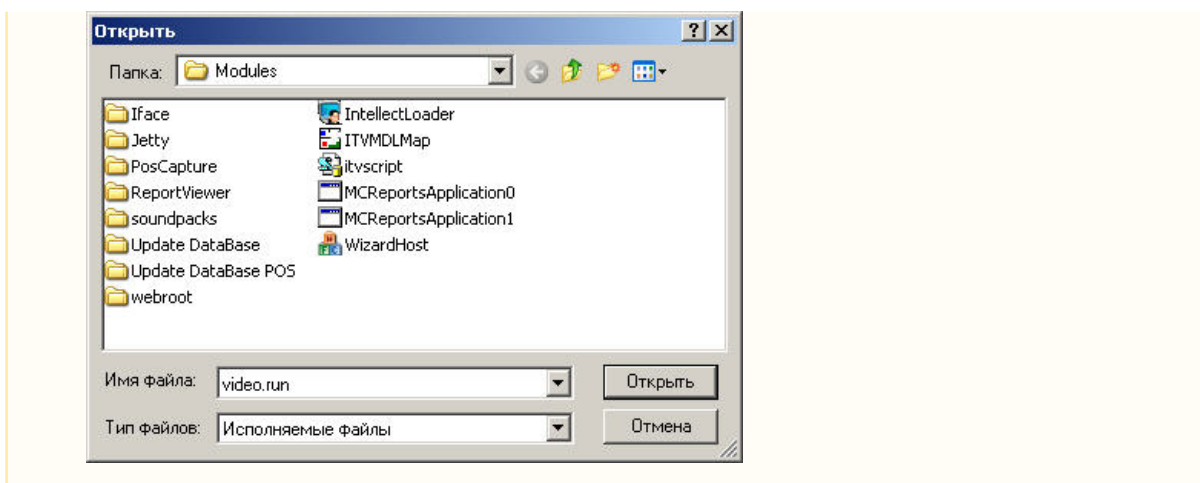 Открыть
Папка: Modules
Iface
Jetty
PosCapture
ReportViewer
soundpacks
Update DataBase
Update DataBase POS
webroot
IntellectLoader
ITVMDLMap
itvscript
MCReportsApplication0
MCReportsApplication1
WizardHost
Имя файла: video.run
Открыть
Тип файлов: Исполняемые файлы
Отмена